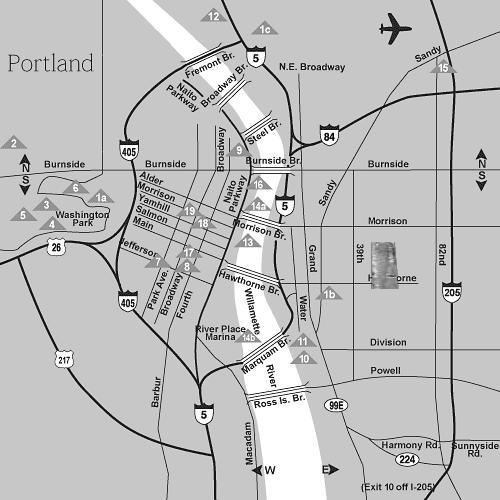 12
1c
5
Sandy
Portland
Fremont Br.
N.E. Broadway
15
Naito
Parkway
Broadway Br.
Steel Br.
84
2
405
Broadway
9
N
S
Burnside
Burnside
Burnside Br.
Burnside
N
S
6
1a
Alder
Morrison
Yamhill
Salmon
Main
Naito
Parkway
16
14a
5
Sandy
5
3
4
Washington
Park
19
18
Morrison Br.
Morrison
26
Jefferson
7
17
8
13
Grand
39th
82nd
Hawthorne Br.
405
Park Ave.
Broadway
Fourth
Willamette
Water
1b
205
River Place
Marina
14b
Marquam Br.
11
10
Division
217
River
Powell
Barbur
5
Ross Is. Br.
99E
Macadam
Harmony Rd.
Sunnyside
Rd.
224
W
E
(Exit 10 off I-205)